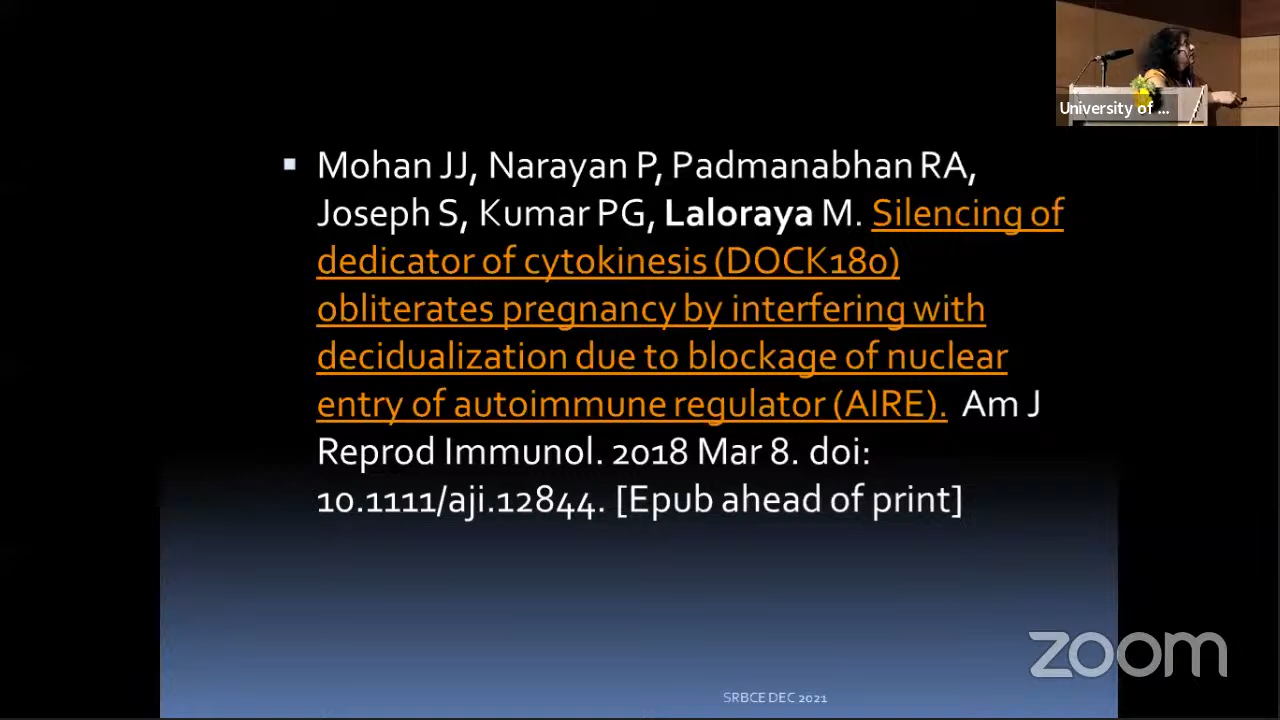 University of ...
Mohan JJ, Narayan P, Padmanabhan RA,
Joseph S, Kumar PG, Laloraya M. Silencing of
dedicator of cytokinesis (DOCK180)
obliterates pregnancy by interfering with
decidualization due to blockage of nuclear
entry of autoimmune regulator (AIRE). Am J
Reprod Immunol. 2018 Mar 8. doi:
10.1111/aji.12844. [Epub ahead of print]
zoom
SRBCE DEC 2021